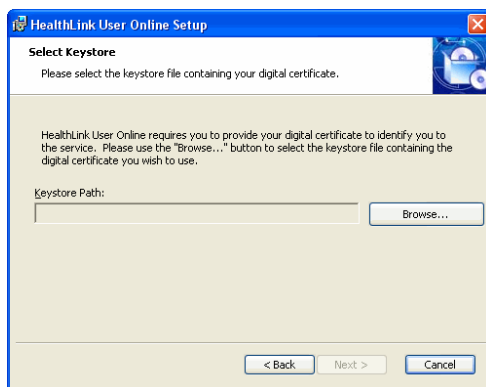 HealthLink User Online Setup
Select Keystore
Please select the keystore file containing your digital certificate.
HealthLink User Online requires you to provide your digital certificate to identify you to
the service. Please use the "Browse..." button to select the keystore file containing the
digital certificate you wish to use.
Keystore Path:
Browse...
< Back Next > Cancel